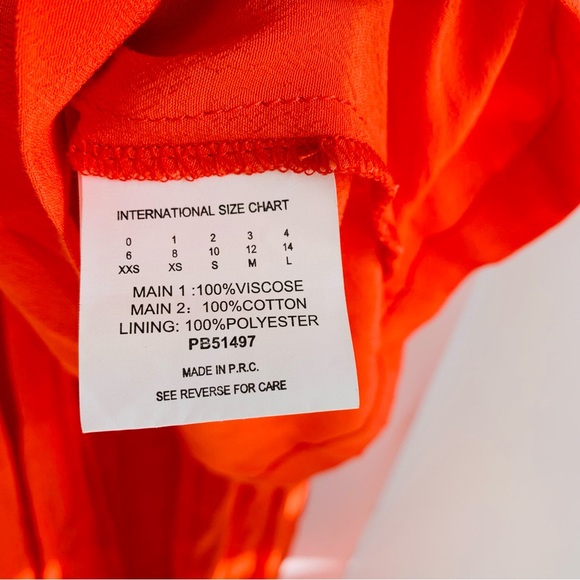 INTERNATIONAL SIZE CHART
0 1 2 3 4
6 8 10 12 14
XXS XS S M L
MAIN 1 :100%VISCOSE
MAIN 2: 100%COTTON
LINING: 100%POLYESTER
PB51497
MADE IN P.R.C.
SEE REVERSE FOR CARE